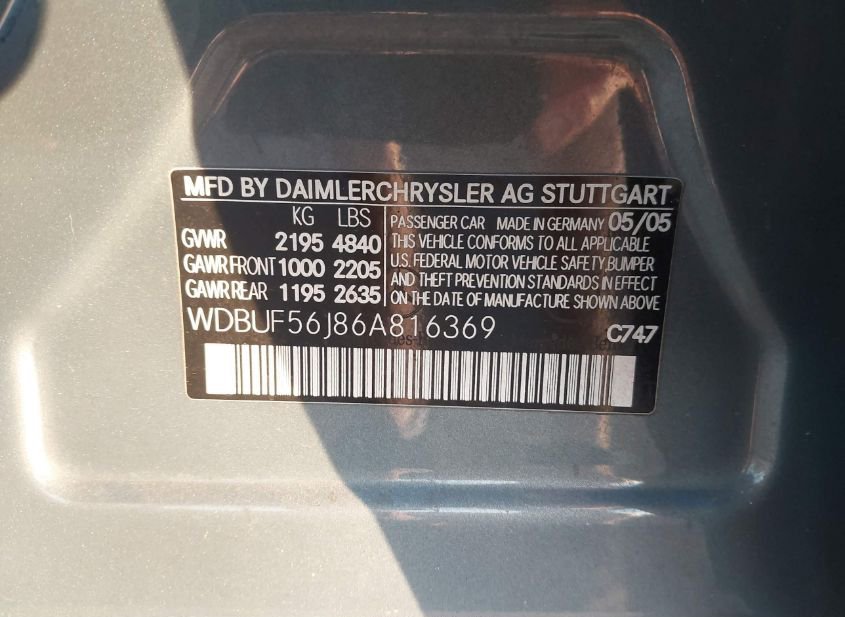 MFD BY DAIMLERCHRYSLER AG STUTTGART
KG LBS
GVWR 2195 4840
GAWR FRONT 1000 2205
GAWR REAR 1195 2635
PASSENGER CAR MADE IN GERMANY 05/05
THIS VEHICLE CONFORMS TO ALL APPLICABLE
U.S. FEDERAL MOTOR VEHICLE SAFETY, BUMPER
AND THEFT PREVENTION STANDARDS IN EFFECT
ON THE DATE OF MANUFACTURE SHOWN ABOVE
WDBUF56J86A816369
C747